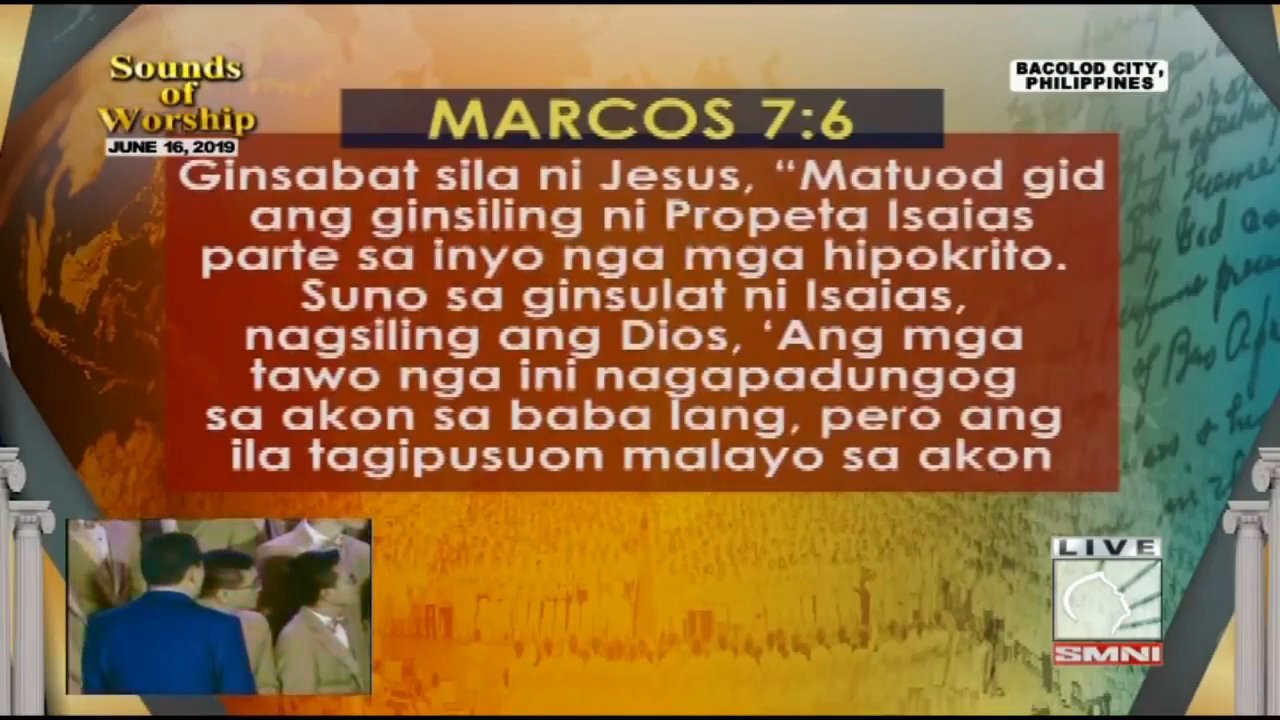 Sounds
of
Worship
JUNE 16, 2019
BACOLOD CITY,
PHILIPPINES
MARCOS 7:6
Ginsabat sila ni Jesus, “Matuod gid
ang ginsiling ni Propeta Isaias
parte sa inyo nga mga hipokrito.
Suno sa ginsulat ni Isaias,
nagsiling ang Dios, ‘Ang mga
tawo nga ini nagapadungog
sa akon sa baba lang, pero ang
ila tagipusuon malayo sa akon
LIVE
SMNI